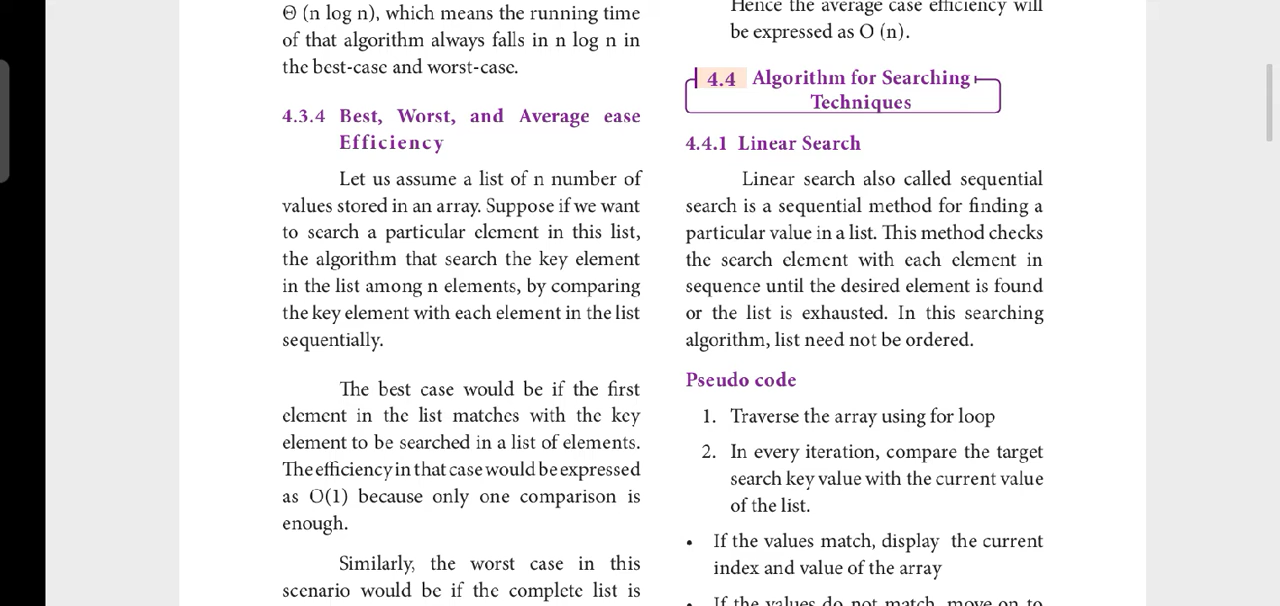 Θ (n log n), which means the running time
of that algorithm always falls in n log n in
the best-case and worst-case.
4.3.4 Best, Worst, and Average ease
Efficiency
Let us assume a list of n number of
values stored in an array. Suppose if we want
to search a particular element in this list,
the algorithm that search the key element
in the list among n elements, by comparing
the key element with each element in the list
sequentially.
The best case would be if the first
element in the list matches with the key
element to be searched in a list of elements.
The efficiency in that case would be expressed
as O(1) because only one comparison is
enough.
Similarly, the worst case in this
scenario would be if the complete list is
Hence the average case efficiency will
be expressed as O (n).
4.4 Algorithm for Searching
Techniques
4.4.1 Linear Search
Linear search also called sequential
search is a sequential method for finding a
particular value in a list. This method checks
the search element with each element in
sequence until the desired element is found
or the list is exhausted. In this searching
algorithm, list need not be ordered.
Pseudo code
1. Traverse the array using for loop
2. In every iteration, compare the target
search key value with the current value
of the list.
• If the values match, display the current
index and value of the array
• If the values do not match, move on to